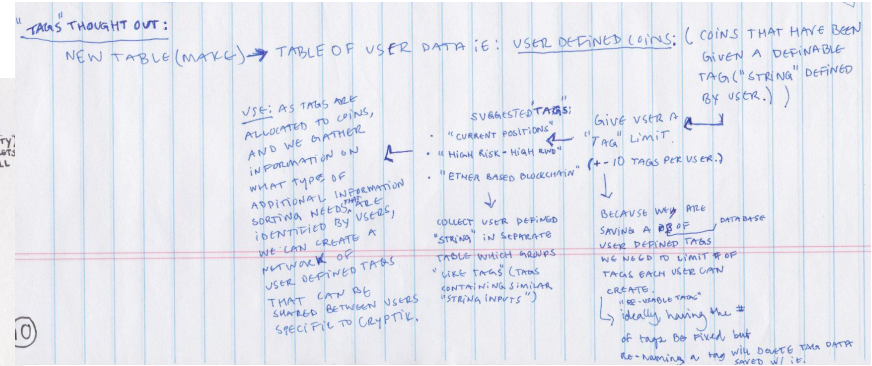 "TAGS" THOUGHT OUT:
NEW TABLE (MAKE) → TABLE OF USER DATA iE: USER DEFINED COINS: ( COINS THAT HAVE BEEN
GIVEN A DEFINABLE
TAG ("STRING" DEFINED
BY USER.) )
GIVE USER A
"TAG" LIMIT.
(+-10 TAGS PER USER.)
SUGGESTED "TAGS:
• "CURRENT POSITIONS"
• "HIGH RISK-HIGH RWD"
• "ETHER BASED BLOCKCHAIN"
USE: AS TAGS ARE
ALLOCATED TO COINS,
AND WE GATHER
INFORMATION ON
WHAT TYPES OF
ADDITIONAL INFORMATION
SORTING NEEDS THAT ARE
IDENTIFIED BY USERS,
WE CAN CREATE A
NETWORK OF
USER DEFINED TAGS
THAT CAN BE
SHARED BETWEEN USERS
SPECIFIC TO CRYPTIK.
COLLECT USER DEFINED
"STRING" IN SEPARATE
TABLE WHICH GROUPS
"LIKE TAGS" (TAGS
CONTAINING SIMILAR
"STRING INPUTS")
BECAUSE WE ARE
SAVING A DB OF DATABASE
USER DEFINED TAGS
WE NEED TO LIMIT # OF
TAGS EACH USER CAN
CREATE.
"RE-USABLE TAGS"
ideally, having the #
of tags BE FIXED, but
RE-NAMING a tag will DELETE TAG DATA
SAVED W/ iT.
TY
LL
10